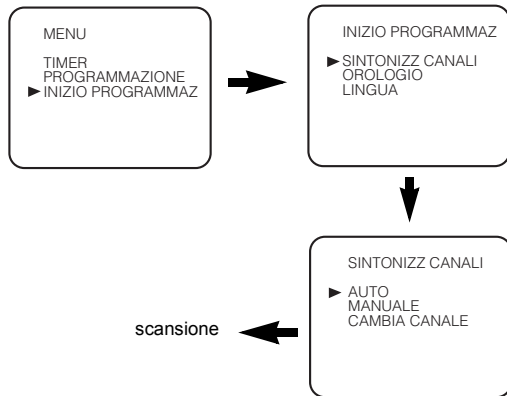 MENU
TIMER
PROGRAMMAZIONE
INIZIO PROGRAMMAZ
INIZIO PROGRAMMAZ
SINTONIZZ CANALI
OROLOGIO
LINGUA
SINTONIZZ CANALI
AUTO
MANUALE
CAMBIA CANALE
scansione